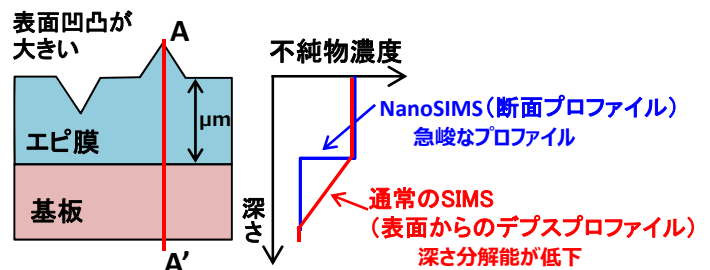 表面凹凸が
大きい
A
μm
エピ膜
基板
A'
不純物濃度
深さ
NanoSIMS(断面プロファイル)
急峻なプロファイル
通常のSIMS
(表面からのデプスプロファイル)
深さ分解能が低下